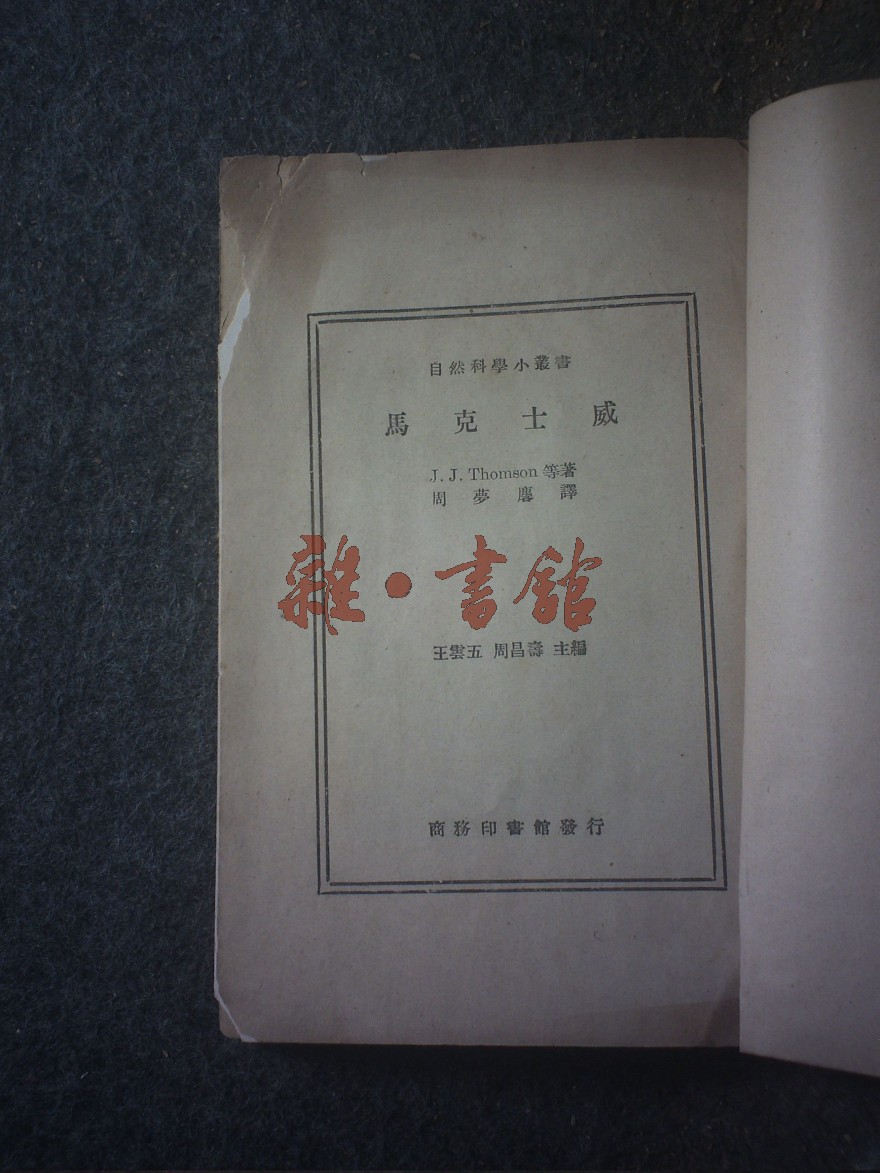 自然科學小叢書
馬克士威
J. J. Thomson 等著
周夢麐譯
雜·書館
王雲五 周昌壽 主編
商務印書館發行